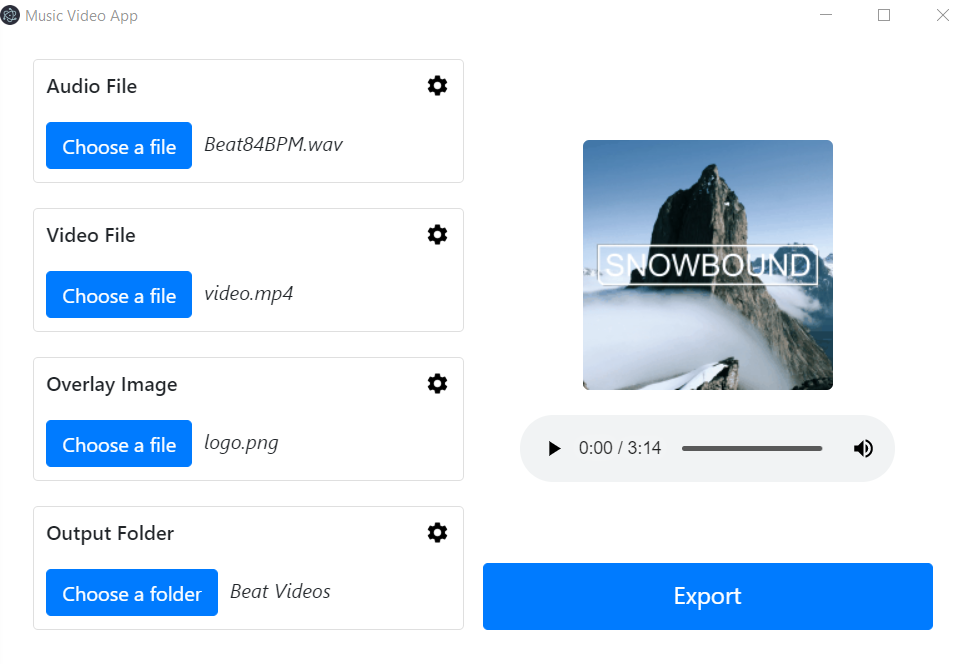 Music Video App
Audio File
Choose a file Beat84BPM.wav
Video File
Choose a file video.mp4
Overlay Image
Choose a file logo.png
Output Folder
Choose a folder Beat Videos
SNOWBOUND
0:00 / 3:14
Export